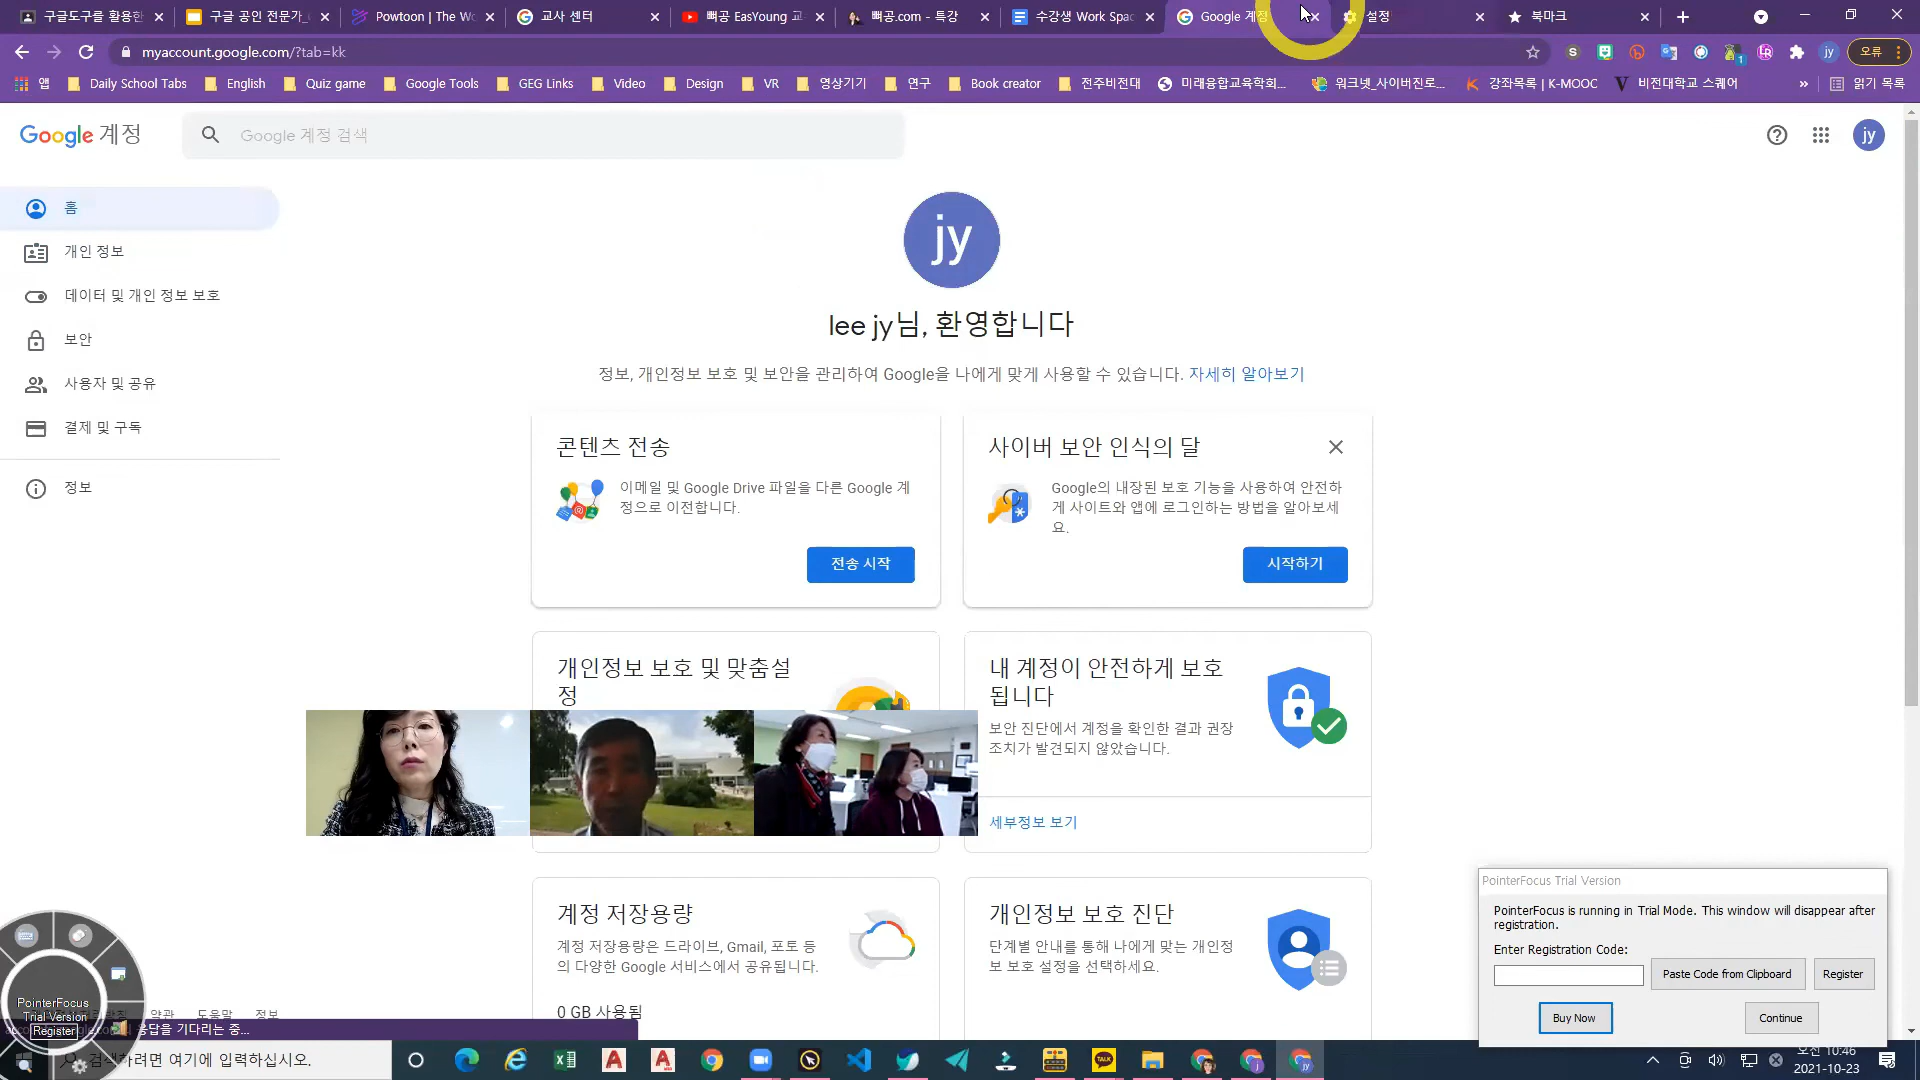 구글도구를 활용한
구글 공인 전문가_
Powtoon | The Wo
교사 센터
뼈공 EasYoung 교
뼈공.com - 특강
수강생 Work Spac
Google 계정
설정
북마크
myaccount.google.com/?tab=kk
jy
오류
앱
Daily School Tabs
English
Quiz game
Google Tools
GEG Links
Video
Design
VR
영상기기
연구
Book creator
전주비전대
미래융합교육학회...
워크넷_사이버진로...
강좌목록 | K-MOOC
비전대학교 스퀘어
»
읽기 목록
Google 계정
Google 계정 검색
jy
홈
개인 정보
데이터 및 개인 정보 보호
보안
사용자 및 공유
결제 및 구독
정보
jy
lee jy님, 환영합니다
정보, 개인정보 보호 및 보안을 관리하여 Google을 나에게 맞게 사용할 수 있습니다. 자세히 알아보기
콘텐츠 전송
이메일 및 Google Drive 파일을 다른 Google 계
정으로 이전합니다.
전송 시작
사이버 보안 인식의 달
Google의 내장된 보호 기능을 사용하여 안전하
게 사이트와 앱에 로그인하는 방법을 알아보세
요.
시작하기
개인정보 보호 및 맞춤설
정
내 계정이 안전하게 보호
됩니다
보안 진단에서 계정을 확인한 결과 권장
조치가 발견되지 않았습니다.
세부정보 보기
계정 저장용량
계정 저장용량은 드라이브, Gmail, 포토 등
의 다양한 Google 서비스에서 공유됩니다.
0 GB 사용됨
개인정보 보호 진단
단계별 안내를 통해 나에게 맞는 개인정
보 보호 설정을 선택하세요.
PointerFocus Trial Version
PointerFocus is running in Trial Mode. This window will disappear after
registration.
Enter Registration Code:
Paste Code from Clipboard
Register
Buy Now
Continue
PointerFocus
Trial Version
Register
약관
도움말
정보
응답을 기다리는 중...
검색하려면 여기에 입력하십시오.
오전 10:46
2021-10-23